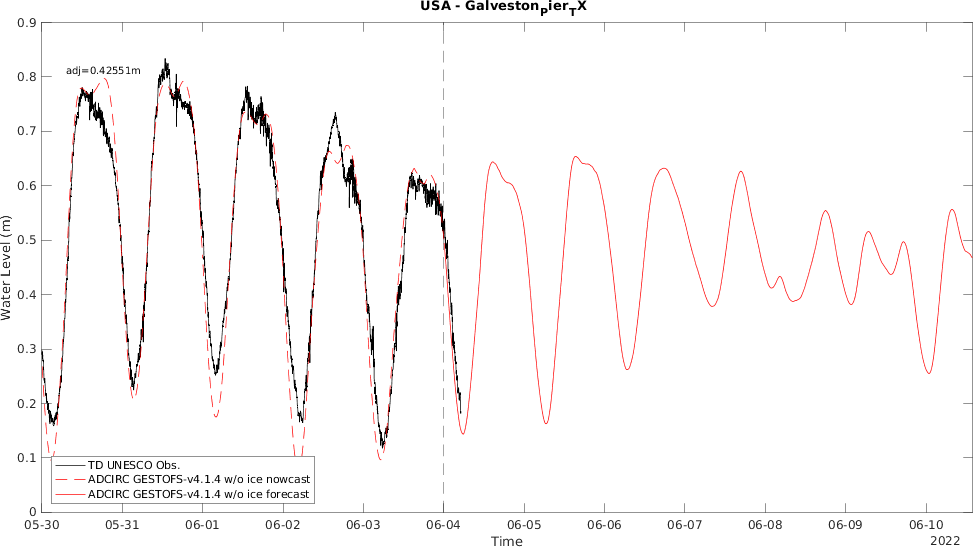 USA - GalvestonPierTX
0.9
0.8
adj=0.42551m
0.7
0.6
0.5
Water Level (m)
0.4
0.3
0.2
0.1
TD UNESCO Obs.
ADCIRC GESTOFS-v4.1.4 w/o ice nowcast
ADCIRC GESTOFS-v4.1.4 w/o ice forecast
0
05-30 05-31 06-01 06-02 06-03 06-04 06-05 06-06 06-07 06-08 06-09 06-10
Time
2022